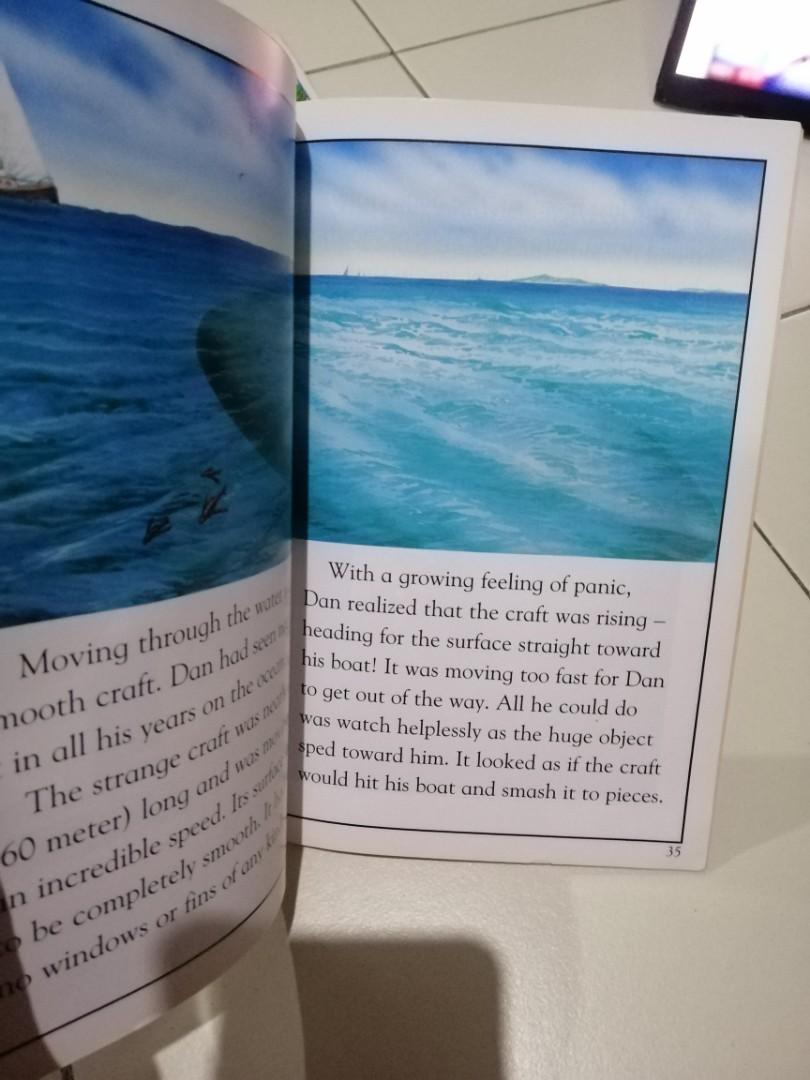 Moving through the water
mooth craft. Dan had seen
in all his years on the ocean
The strange craft was
60 meter) long and was
an incredible speed. Its surface
to be completely smooth. It
no windows or fins of any
With a growing feeling of panic,
Dan realized that the craft was rising –
heading for the surface straight toward
his boat! It was moving too fast for Dan
to get out of the way. All he could do
was watch helplessly as the huge object
sped toward him. It looked as if the craft
would hit his boat and smash it to pieces.
35